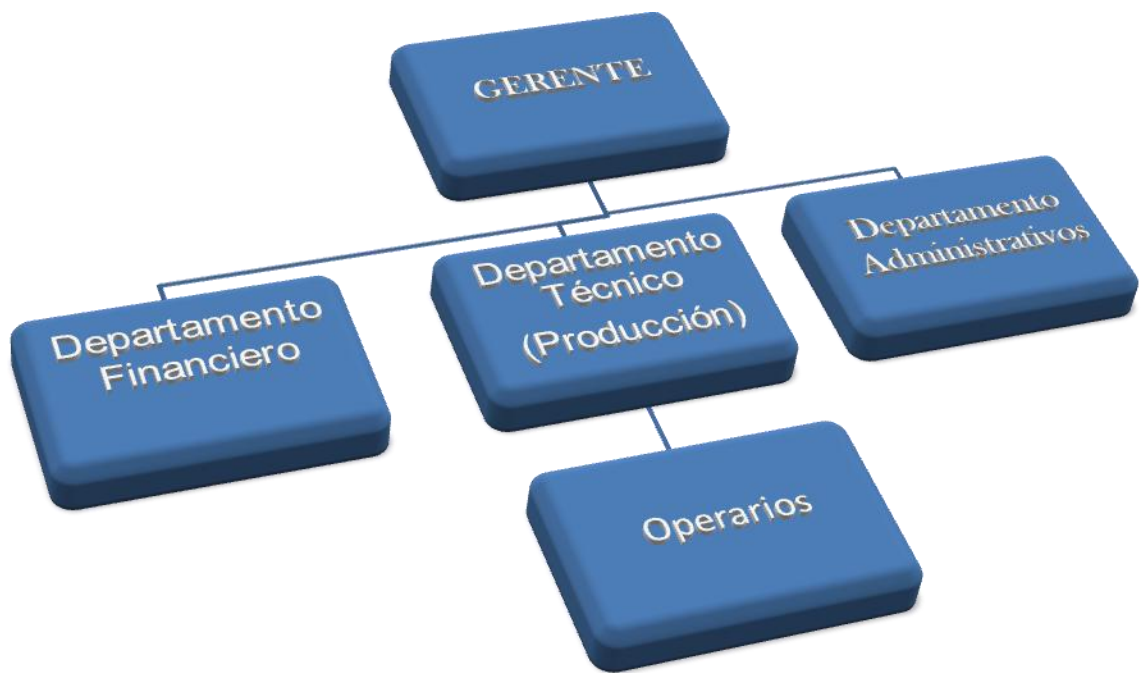 GERENTE
Departamento
Financiero
Departamento
Técnico
(Producción)
Departamento
Administrativos
Operarios